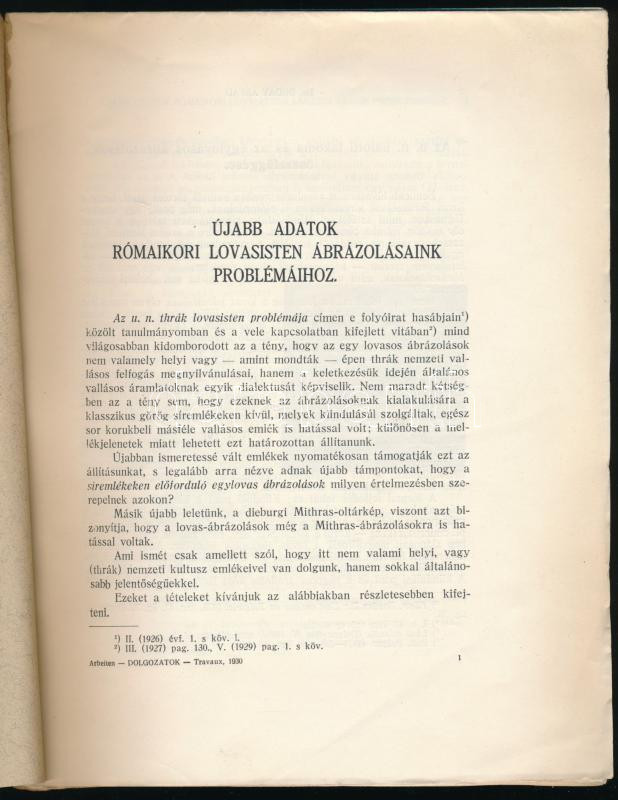 ÚJABB ADATOK
RÓMAIKORI LOVASISTEN ÁBRÁZOLÁSAINK
PROBLÉMÁIHOZ.
Az u. n. thrák lovasisten problémája címen e folyóirat hasábjain¹)
közölt tanulmányomban és a vele kapcsolatban kifejlett vitában²) mind
világosabban kidomborodott az a tény, hogy az egy lovasos ábrázolások
nem valamely helyi vagy — amint mondták — épen thrák nemzeti val-
lásos felfogás megnyilvánulásai, hanem a keletkezésük idején általános
vallásos áramlatoknak egyik dialektusát képviselik. Nem maradt kétség-
ben az a tény sem, hogy ezeknek az ábrázolásoknak kialakulására a
klasszikus görög síremlékeken kívül, melyek kiindulásál szolgáltak, egész
sor korukbeli másféle vallásos emlék is hatással volt; különösen a mel-
lékjelenetek miatt lehetett ezt határozottan állítanunk.
Újabban ismeretessé vált emlékek nyomatékosan támogatják ezt az
állításunkat, s legalább arra nézve adnak újabb támpontokat, hogy a
síremlékeken előforduló egylovas ábrázolások milyen értelmezésben sze-
repelnek azokon?
Másik újabb leletünk, a dieburgi Mithras-oltárkép, viszont azt bi-
zonyítja, hogy a lovas-ábrázolások még a Mithras-ábrázolásokra is ha-
tással voltak.
Ami ismét csak amellett szól, hogy itt nem valami helyi, vagy
(thrák) nemzeti kultusz emlékeivel van dolgunk, hanem sokkal általáno-
sabb jelentőségűekkel.
Ezeket a tételeket kívánjuk az alábbiakban részletesebben kifej-
teni.
¹) II. (1926) évf. 1. s köv. l.
²) III. (1927) pag. 130., V. (1929) pag. 1. s köv.
Arbeiten — DOLGOZATOK — Travaux, 1930
1